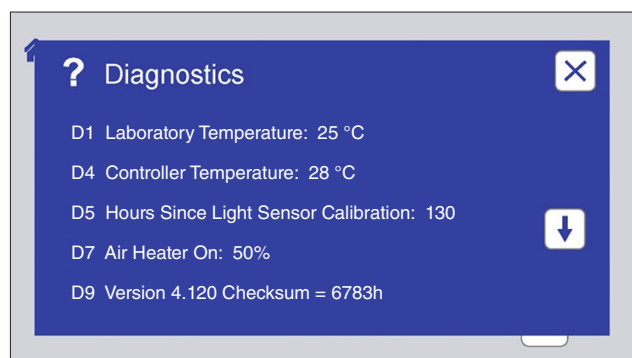 ? Diagnostics
D1 Laboratory Temperature: 25 °C
D4 Controller Temperature: 28 °C
D5 Hours Since Light Sensor Calibration: 130
D7 Air Heater On: 50%
D9 Version 4.120 Checksum = 6783h